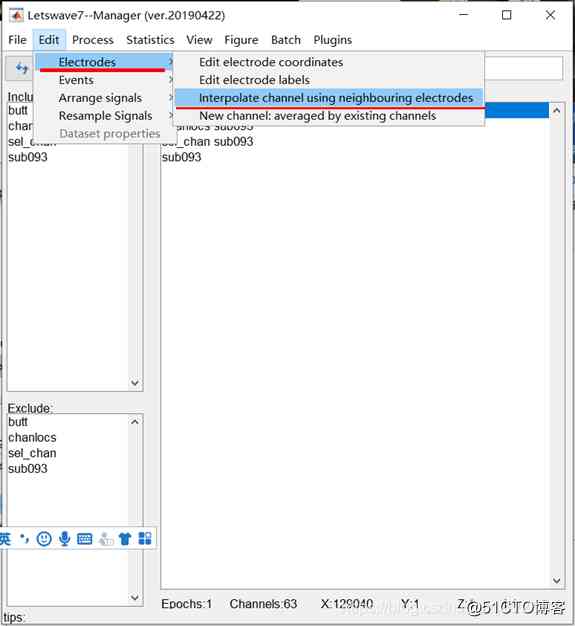 Letswave7--Manager (ver.20190422)
File Edit Process Statistics View Figure Batch Plugins
Electrodes
Events
Arrange signals
Resample Signals
Dataset properties
Edit electrode coordinates
Edit electrode labels
Interpolate channel using neighbouring electrodes
New channel: averaged by existing channels
butt
sel_chan
sub093
chanlocs sub093
sel_chan sub093
sub093
Exclude:
butt
chanlocs
sel_chan
sub093
英
Epochs:1 Channels:63 X:129040 Y:1
@51CTO博客
tips: